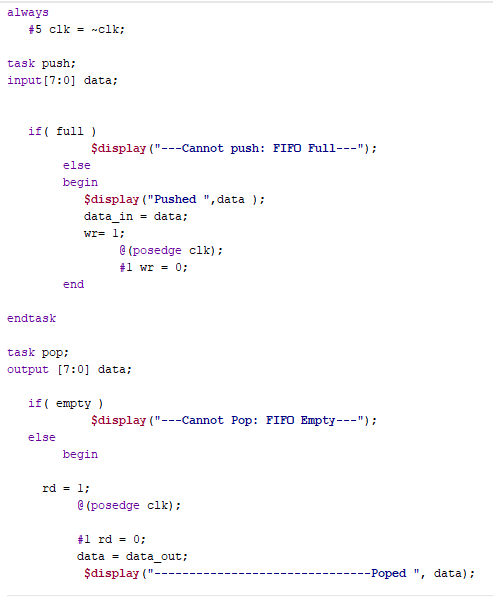 always
#5 clk = ~clk;
task push;
input[7:0] data;
if( full )
$display("---Cannot push: FIFO Full---");
else
begin
$display("Pushed ",data );
data_in = data;
wr= 1;
@(posedge clk);
#1 wr = 0;
end
endtask
task pop;
output [7:0] data;
if( empty )
$display("---Cannot Pop: FIFO Empty---");
else
begin
rd = 1;
@(posedge clk);
#1 rd = 0;
data = data_out;
$display("-------------------------------Poped ", data);